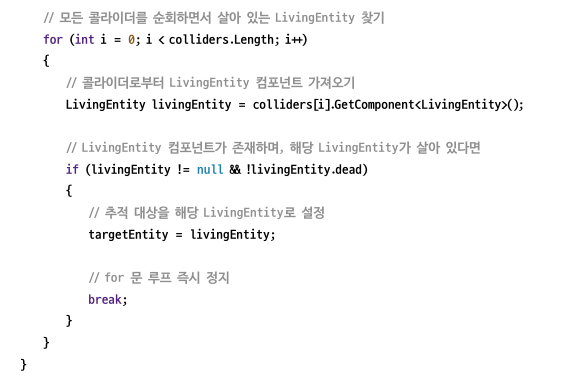 // 모든 콜라이더를 순회하면서 살아 있는 LivingEntity 찾기
for (int i = 0; i < colliders.Length; i++)
{
// 콜라이더로부터 LivingEntity 컴포넌트 가져오기
LivingEntity livingEntity = colliders[i].GetComponent<LivingEntity>();
// LivingEntity 컴포넌트가 존재하며, 해당 LivingEntity가 살아 있다면
if (livingEntity != null && !livingEntity.dead)
{
// 추적 대상을 해당 LivingEntity로 설정
targetEntity = livingEntity;
// for 문 루프 즉시 정지
break;
}
}
}